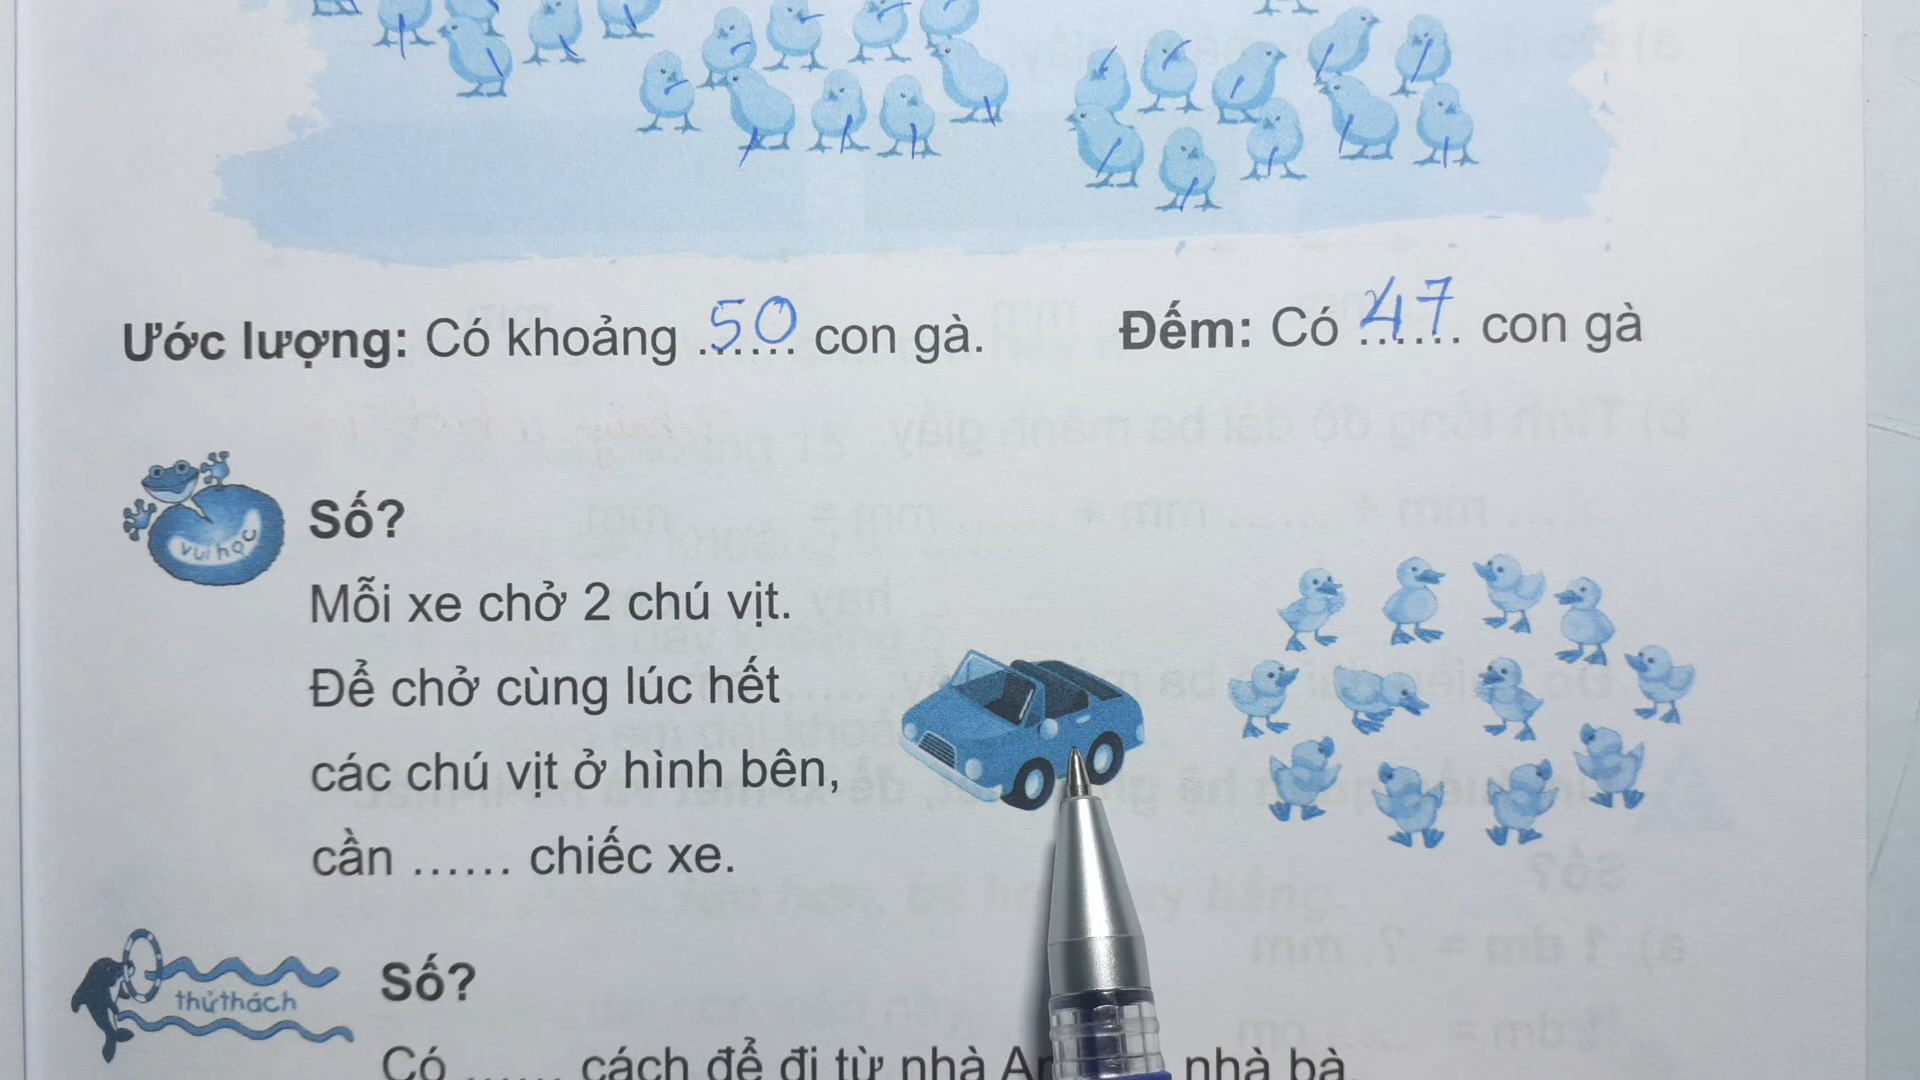 Ước lượng: Có khoảng 50 con gà. Đếm: Có 47 con gà
vui học
Số?
Mỗi xe chở 2 chú vịt.
Để chở cùng lúc hết
các chú vịt ở hình bên,
cần ...... chiếc xe.
thử thách
Số?
Có ...... cách để đi từ nhà nhà bà.